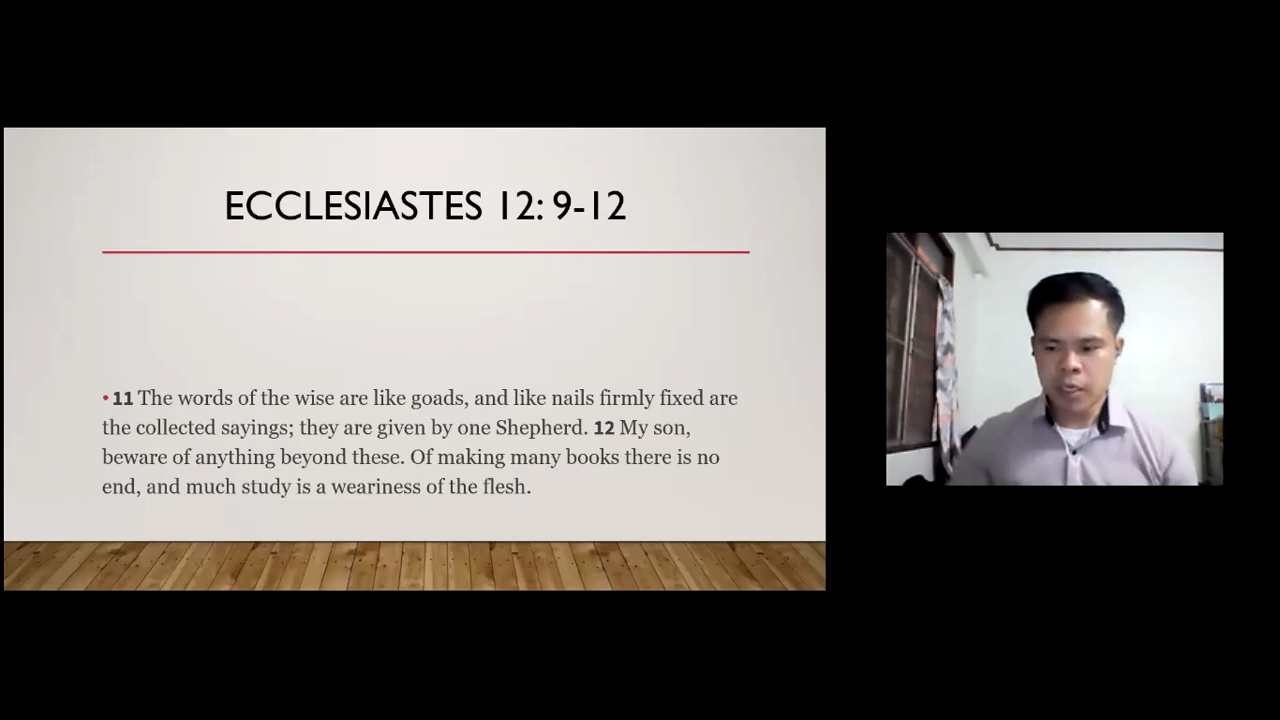 ECCLESIASTES 12: 9-12
• 11 The words of the wise are like goads, and like nails firmly fixed are
the collected sayings; they are given by one Shepherd. 12 My son,
beware of anything beyond these. Of making many books there is no
end, and much study is a weariness of the flesh.